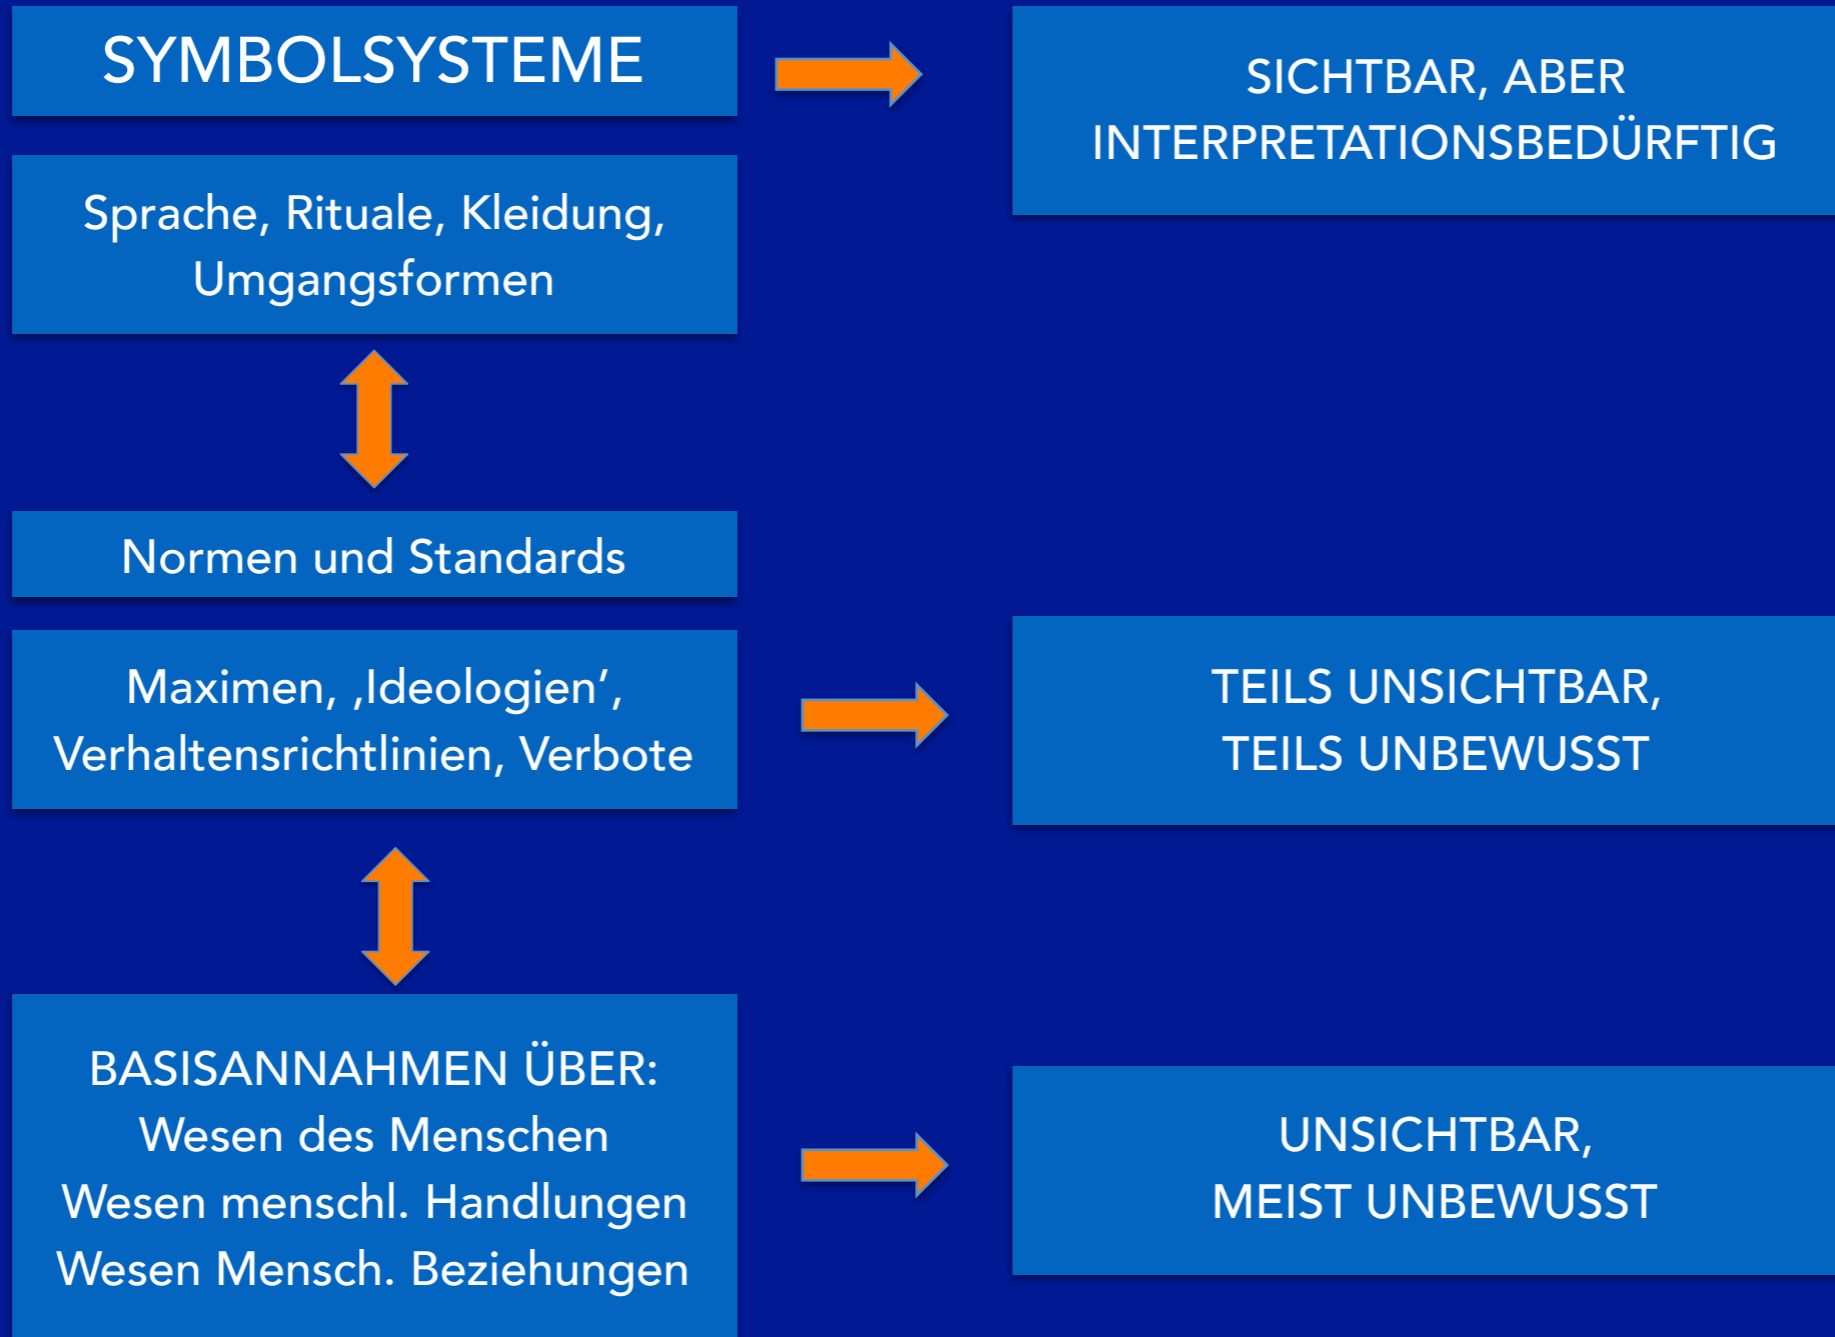 SYMBOLSYSTEME
SICHTBAR, ABER
INTERPRETATIONSBEDÜRFTIG
Sprache, Rituale, Kleidung,
Umgangsformen
Normen und Standards
Maximen, ‚Ideologien’,
Verhaltensrichtlinien, Verbote
TEILS UNSICHTBAR,
TEILS UNBEWUSST
BASISANNAHMEN ÜBER:
Wesen des Menschen
Wesen menschl. Handlungen
Wesen Mensch. Beziehungen
UNSICHTBAR,
MEIST UNBEWUSST